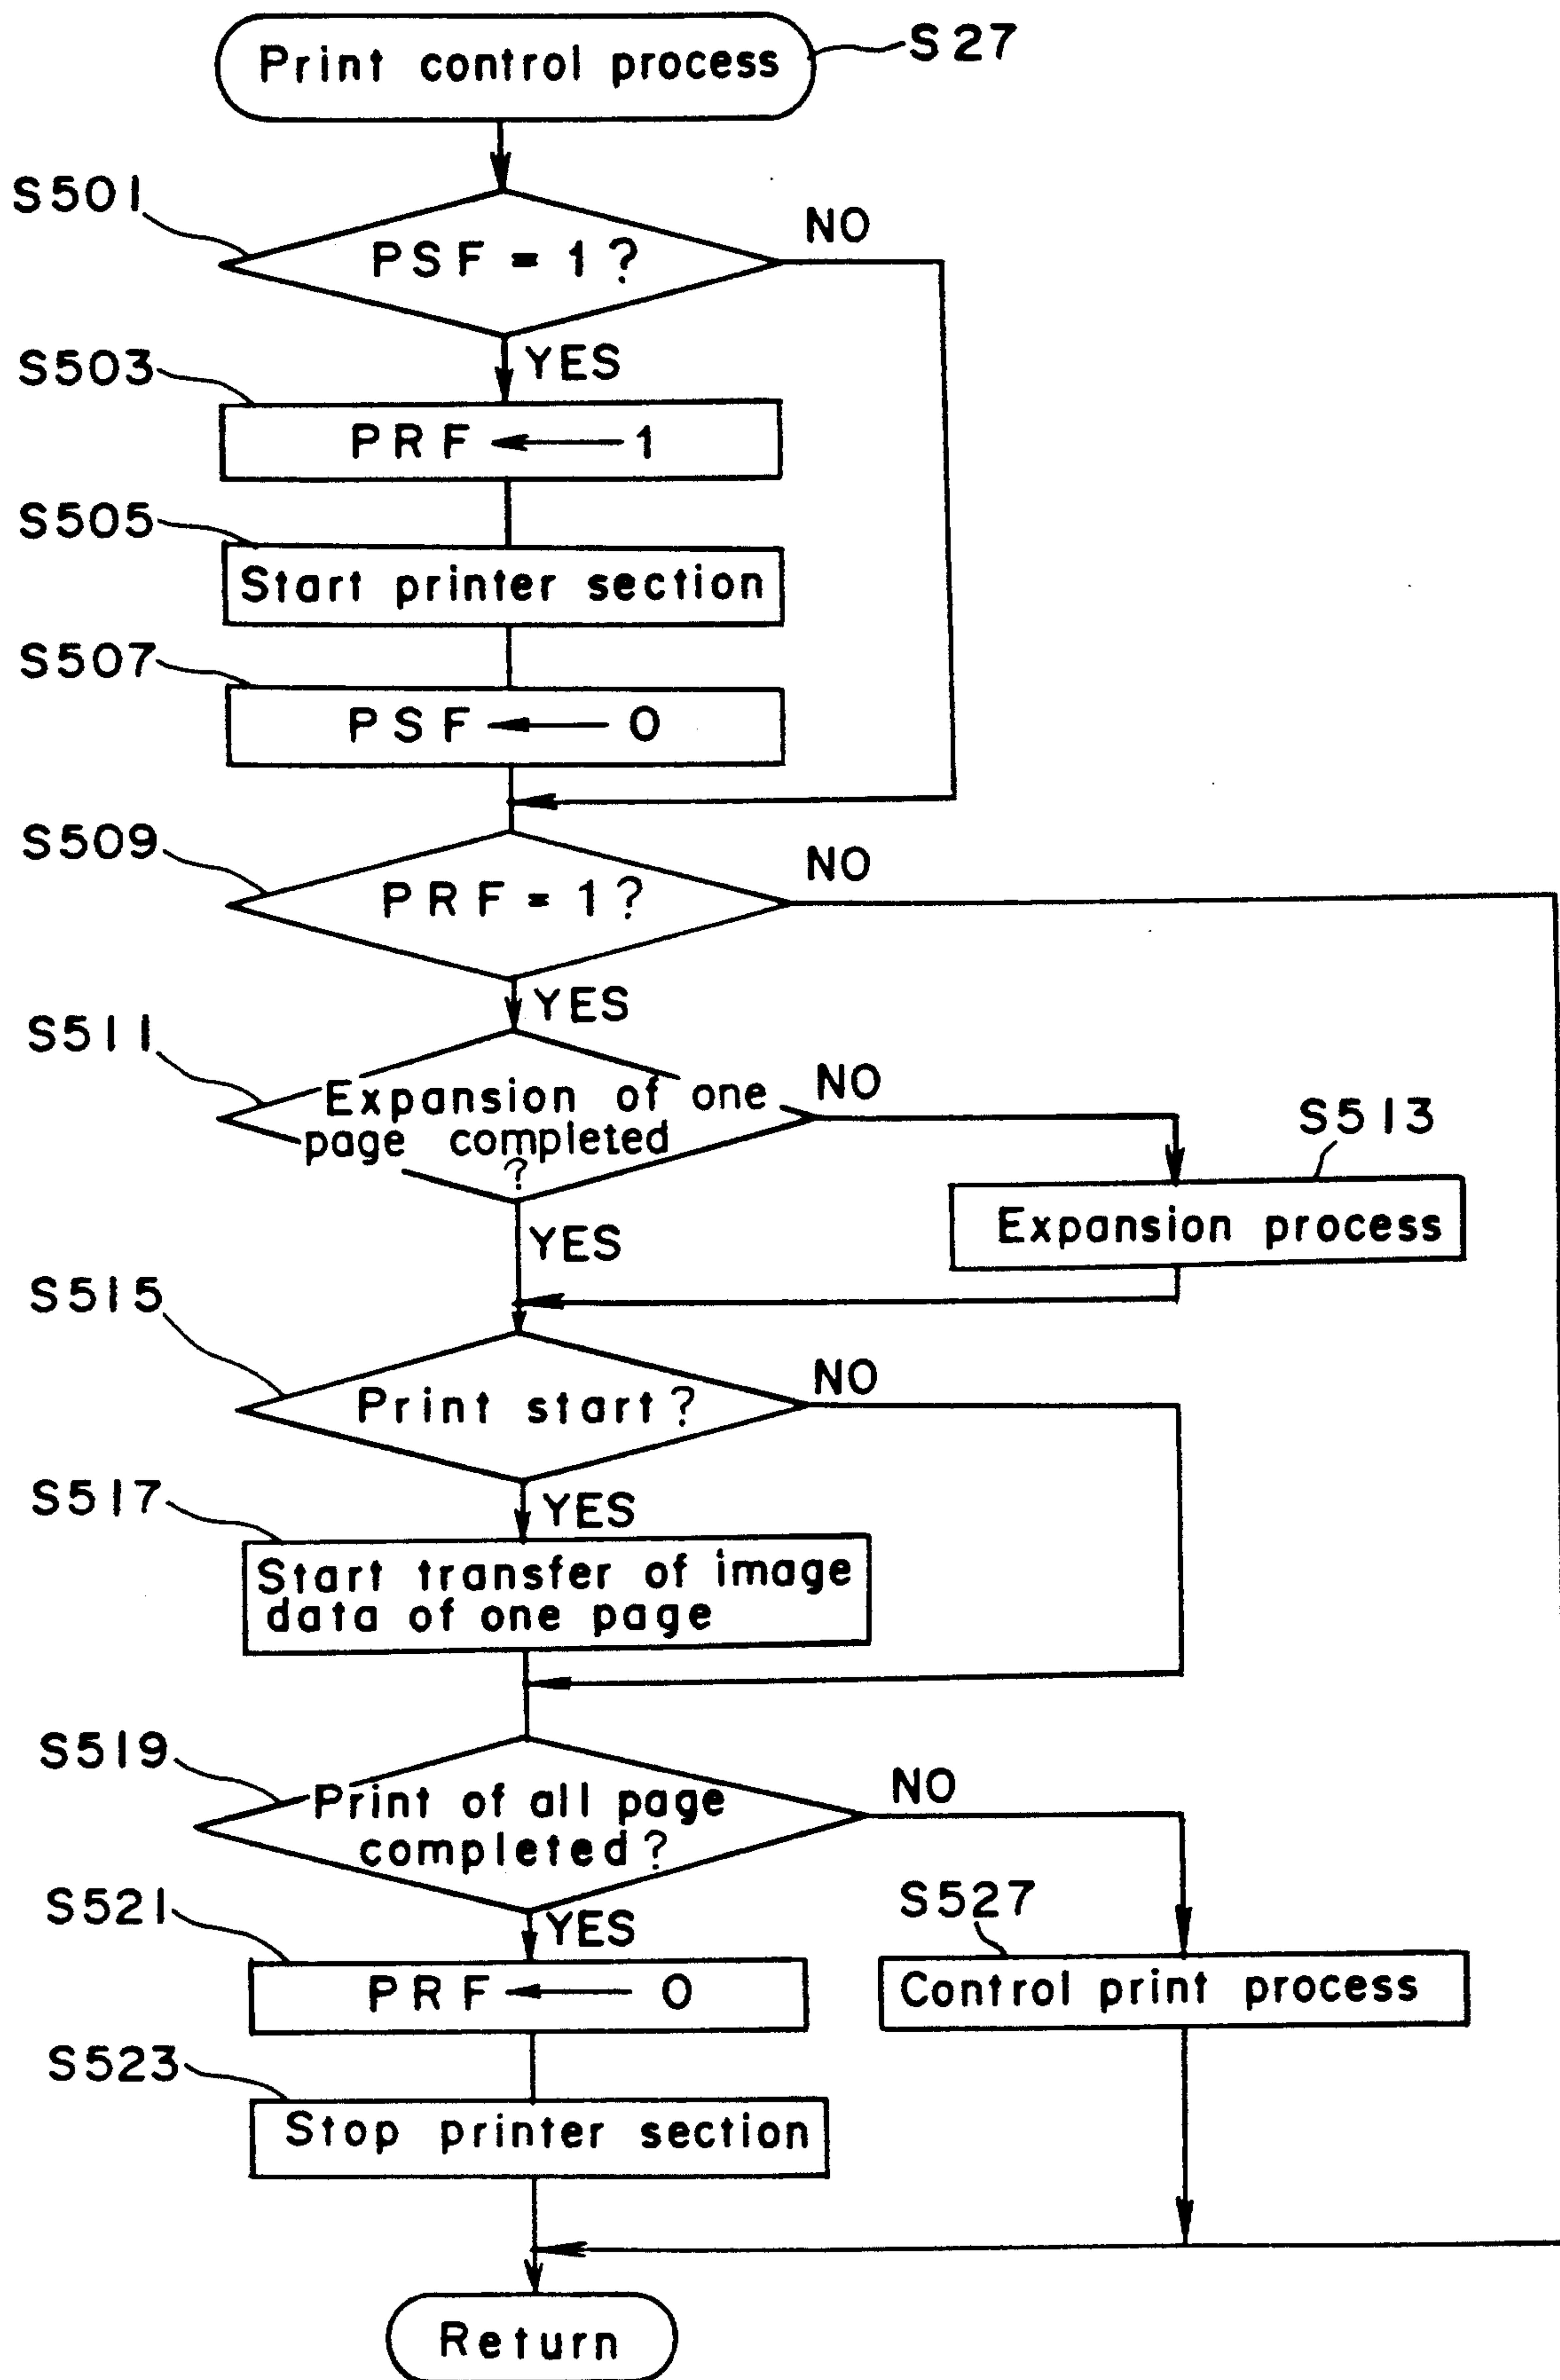 Print control process
S27
S501
PSF = 1 ?
NO
YES
S503
PRF ← 1
S505
Start printer section
S507
PSF ← 0
S509
PRF = 1 ?
NO
YES
S511
Expansion of one
page completed
?
NO
S513
Expansion process
YES
S515
Print start ?
NO
YES
S517
Start transfer of image
data of one page
S519
Print of all page
completed ?
NO
YES
S521
PRF ← 0
S527
Control print process
S523
Stop printer section
Return